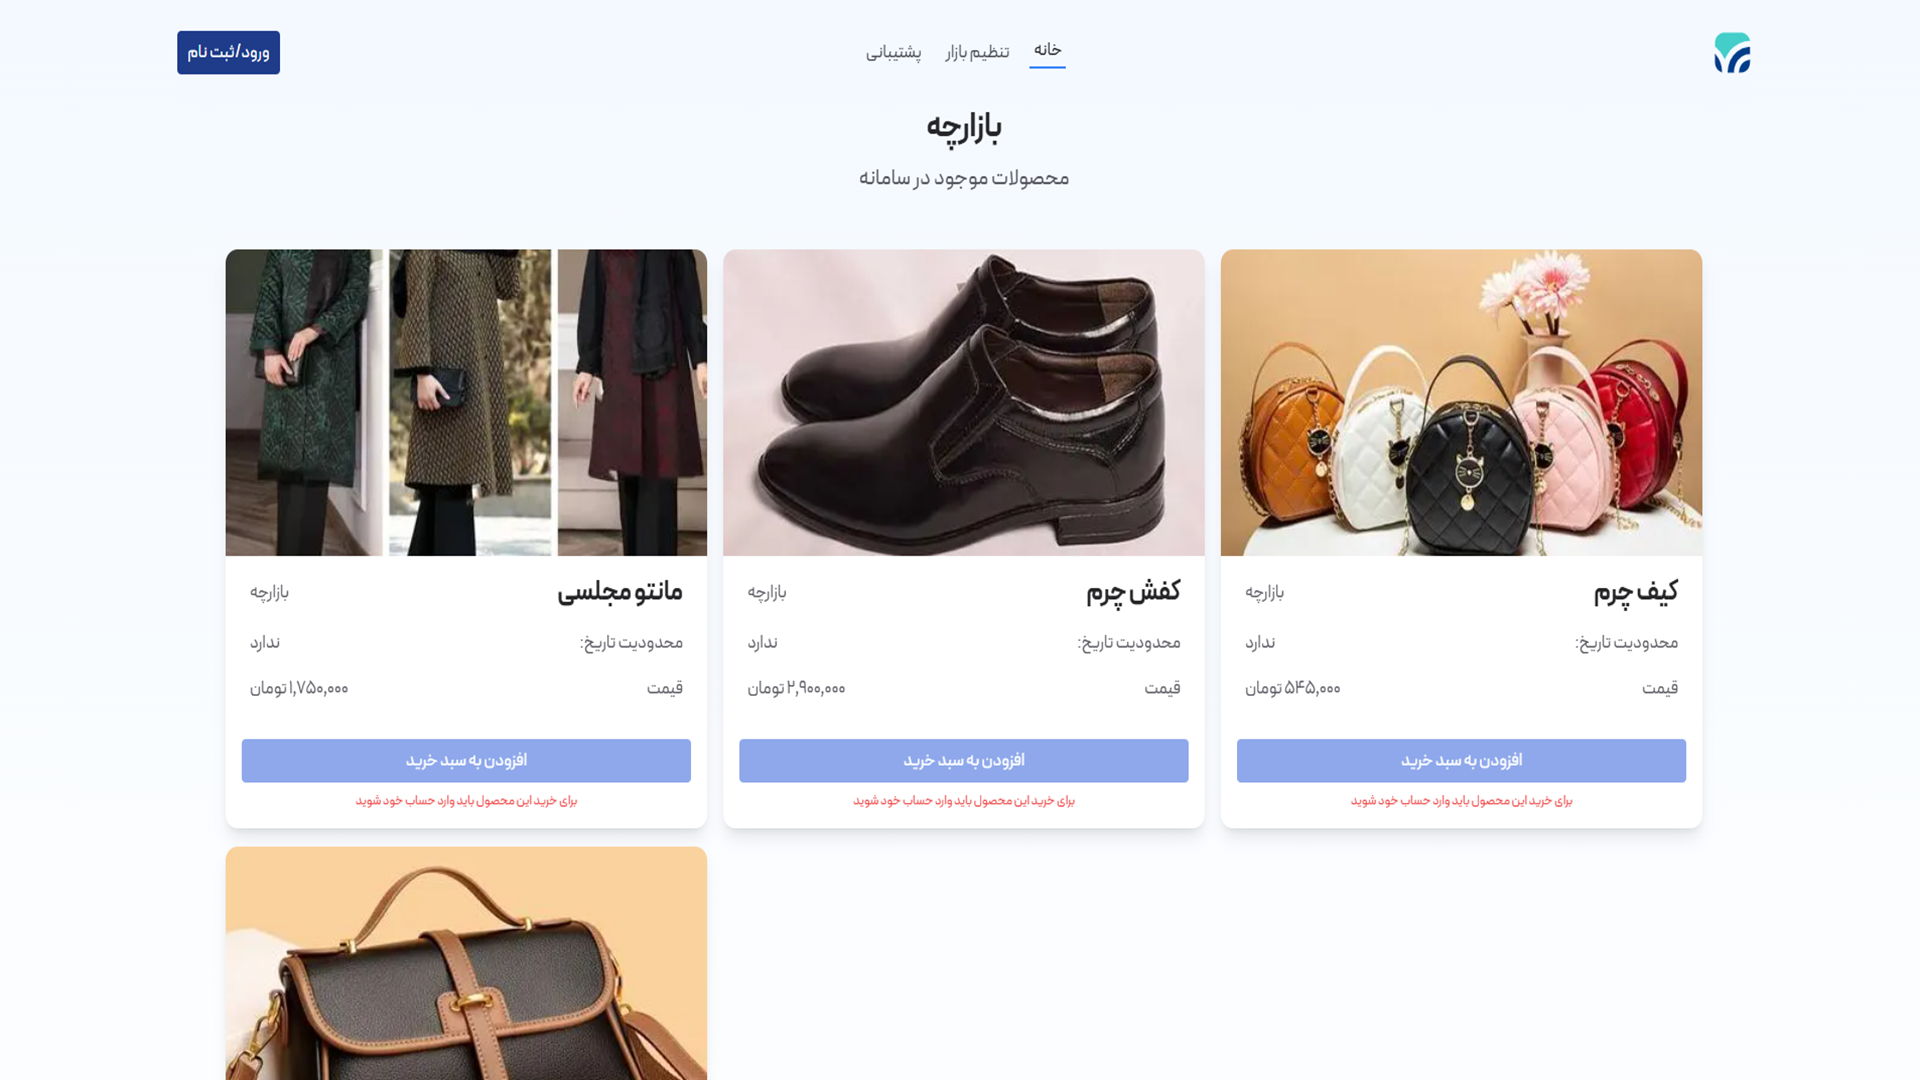 خانه
تنظیم بازار
پشتیبانی
ورود/ثبت نام
بازارچه
محصولات موجود در سامانه
کیف چرم
بازارچه
محدودیت تاریخ:
ندارد
قیمت
۵۴۵,۰۰۰ تومان
افزودن به سبد خرید
برای خرید این محصول باید وارد حساب خود شوید
کفش چرم
بازارچه
محدودیت تاریخ:
ندارد
قیمت
۲,۹۰۰,۰۰۰ تومان
افزودن به سبد خرید
برای خرید این محصول باید وارد حساب خود شوید
مانتو مجلسی
بازارچه
محدودیت تاریخ:
ندارد
قیمت
۱,۷۵۰,۰۰۰ تومان
افزودن به سبد خرید
برای خرید این محصول باید وارد حساب خود شوید